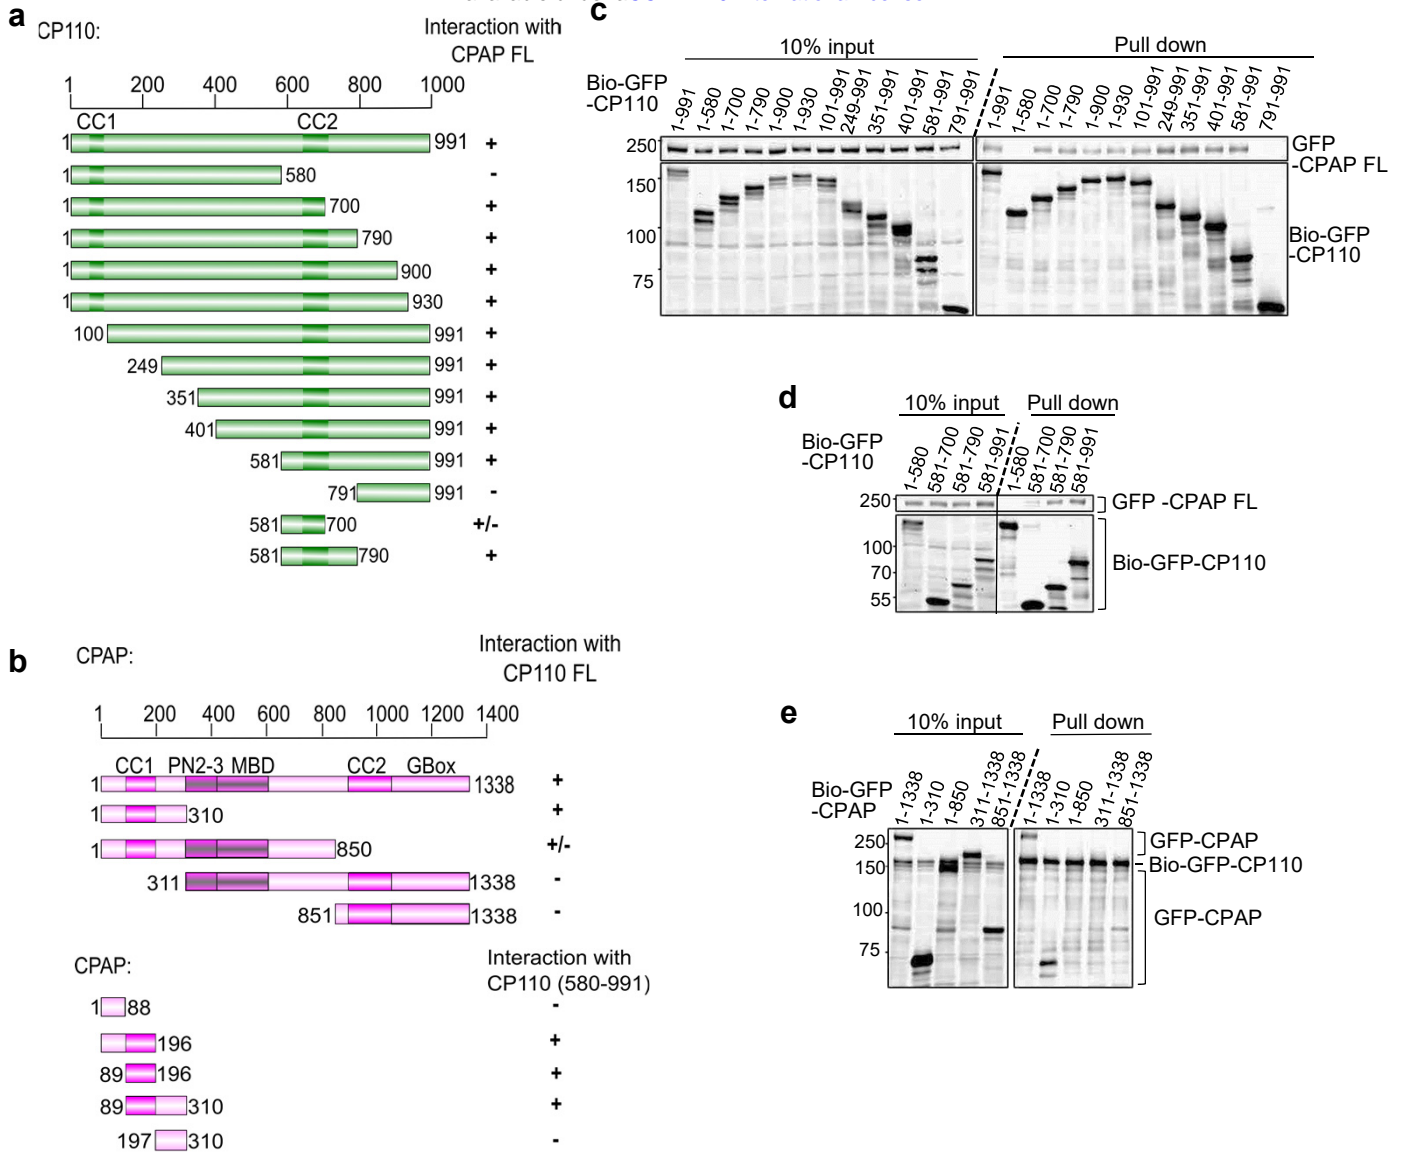 a
CP110:
Interaction with
CPAP FL
1 200 400 600 800 1000
CC1 CC2
1 991 +
1 580 -
1 700 +
1 790 +
1 900 +
1 930 +
100 991 +
249 991 +
351 991 +
401 991 +
581 991 +
791 991 -
581 700 +/-
581 790 +
b
CPAP:
Interaction with
CP110 FL
1 200 400 600 800 1000 1200 1400
CC1 PN2-3 MBD CC2 GBox
1 1338 +
1 310 +
1 850 +/-
311 1338 -
851 1338 -
CPAP:
Interaction with
CP110 (580-991)
1 88 -
196 +
89 196 +
89 310 +
197 310 -
c
10% input Pull down
Bio-GFP
-CP110
1-991 1-580 1-700 1-790 1-900 1-930 101-991 249-991 351-991 401-991 581-991 791-991 1-991 1-580 1-700 1-790 1-900 1-930 101-991 249-991 351-991 401-991 581-991 791-991
250
150
100
75
GFP
-CPAP FL
Bio-GFP
-CP110
d
10% input Pull down
Bio-GFP
-CP110
1-580 581-700 581-790 581-991 1-580 581-700 581-790 581-991
250
100
70
55
GFP -CPAP FL
Bio-GFP-CP110
e
10% input Pull down
Bio-GFP
-CPAP
1-1338 1-310 1-850 311-1338 851-1338 1-1338 1-310 1-850 311-1338 851-1338
250
150
100
75
GFP-CPAP
Bio-GFP-CP110
GFP-CPAP